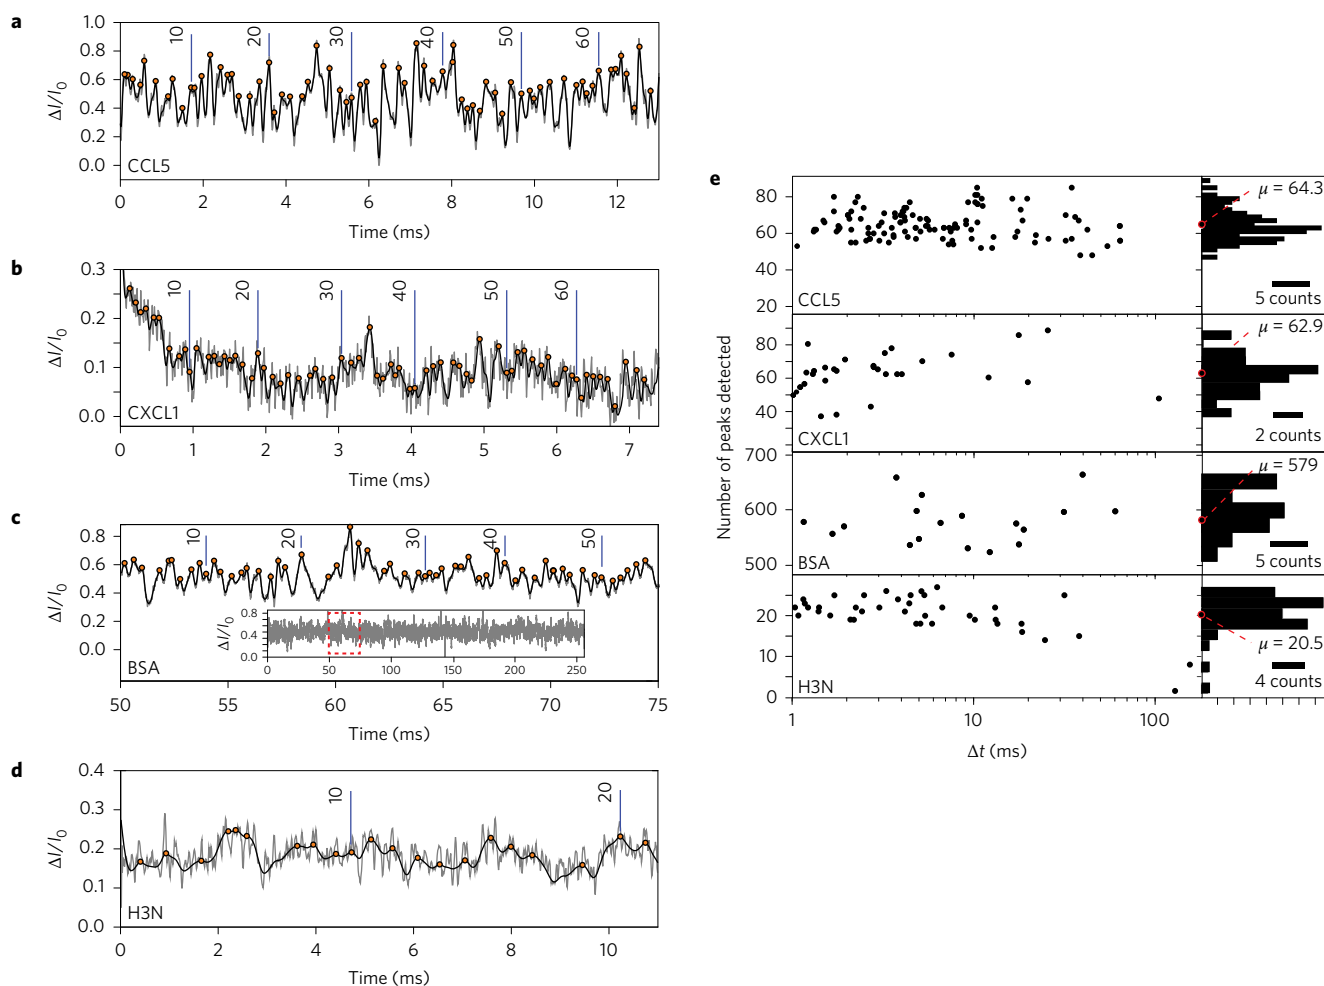 a
1.0
0.8
0.6
0.4
0.2
0.0
ΔI/I0
10
20
30
40
50
60
CCL5
0
2
4
6
8
10
12
Time (ms)
b
0.3
0.2
0.1
0.0
ΔI/I0
10
20
30
40
50
60
CXCL1
0
1
2
3
4
5
6
7
Time (ms)
c
0.8
0.6
0.4
0.2
0.0
ΔI/I0
10
20
30
40
50
BSA
ΔI/I0
0.8
0.4
0.0
0
50
100
150
200
250
50
55
60
65
70
75
Time (ms)
d
0.4
0.3
0.2
0.1
0.0
ΔI/I0
10
20
H3N
0
2
4
6
8
10
Time (ms)
e
Number of peaks detected
80
60
40
20
CCL5
μ = 64.3
5 counts
80
60
40
CXCL1
μ = 62.9
2 counts
700
600
500
BSA
μ = 579
5 counts
20
10
0
H3N
μ = 20.5
4 counts
1
10
100
Δt (ms)